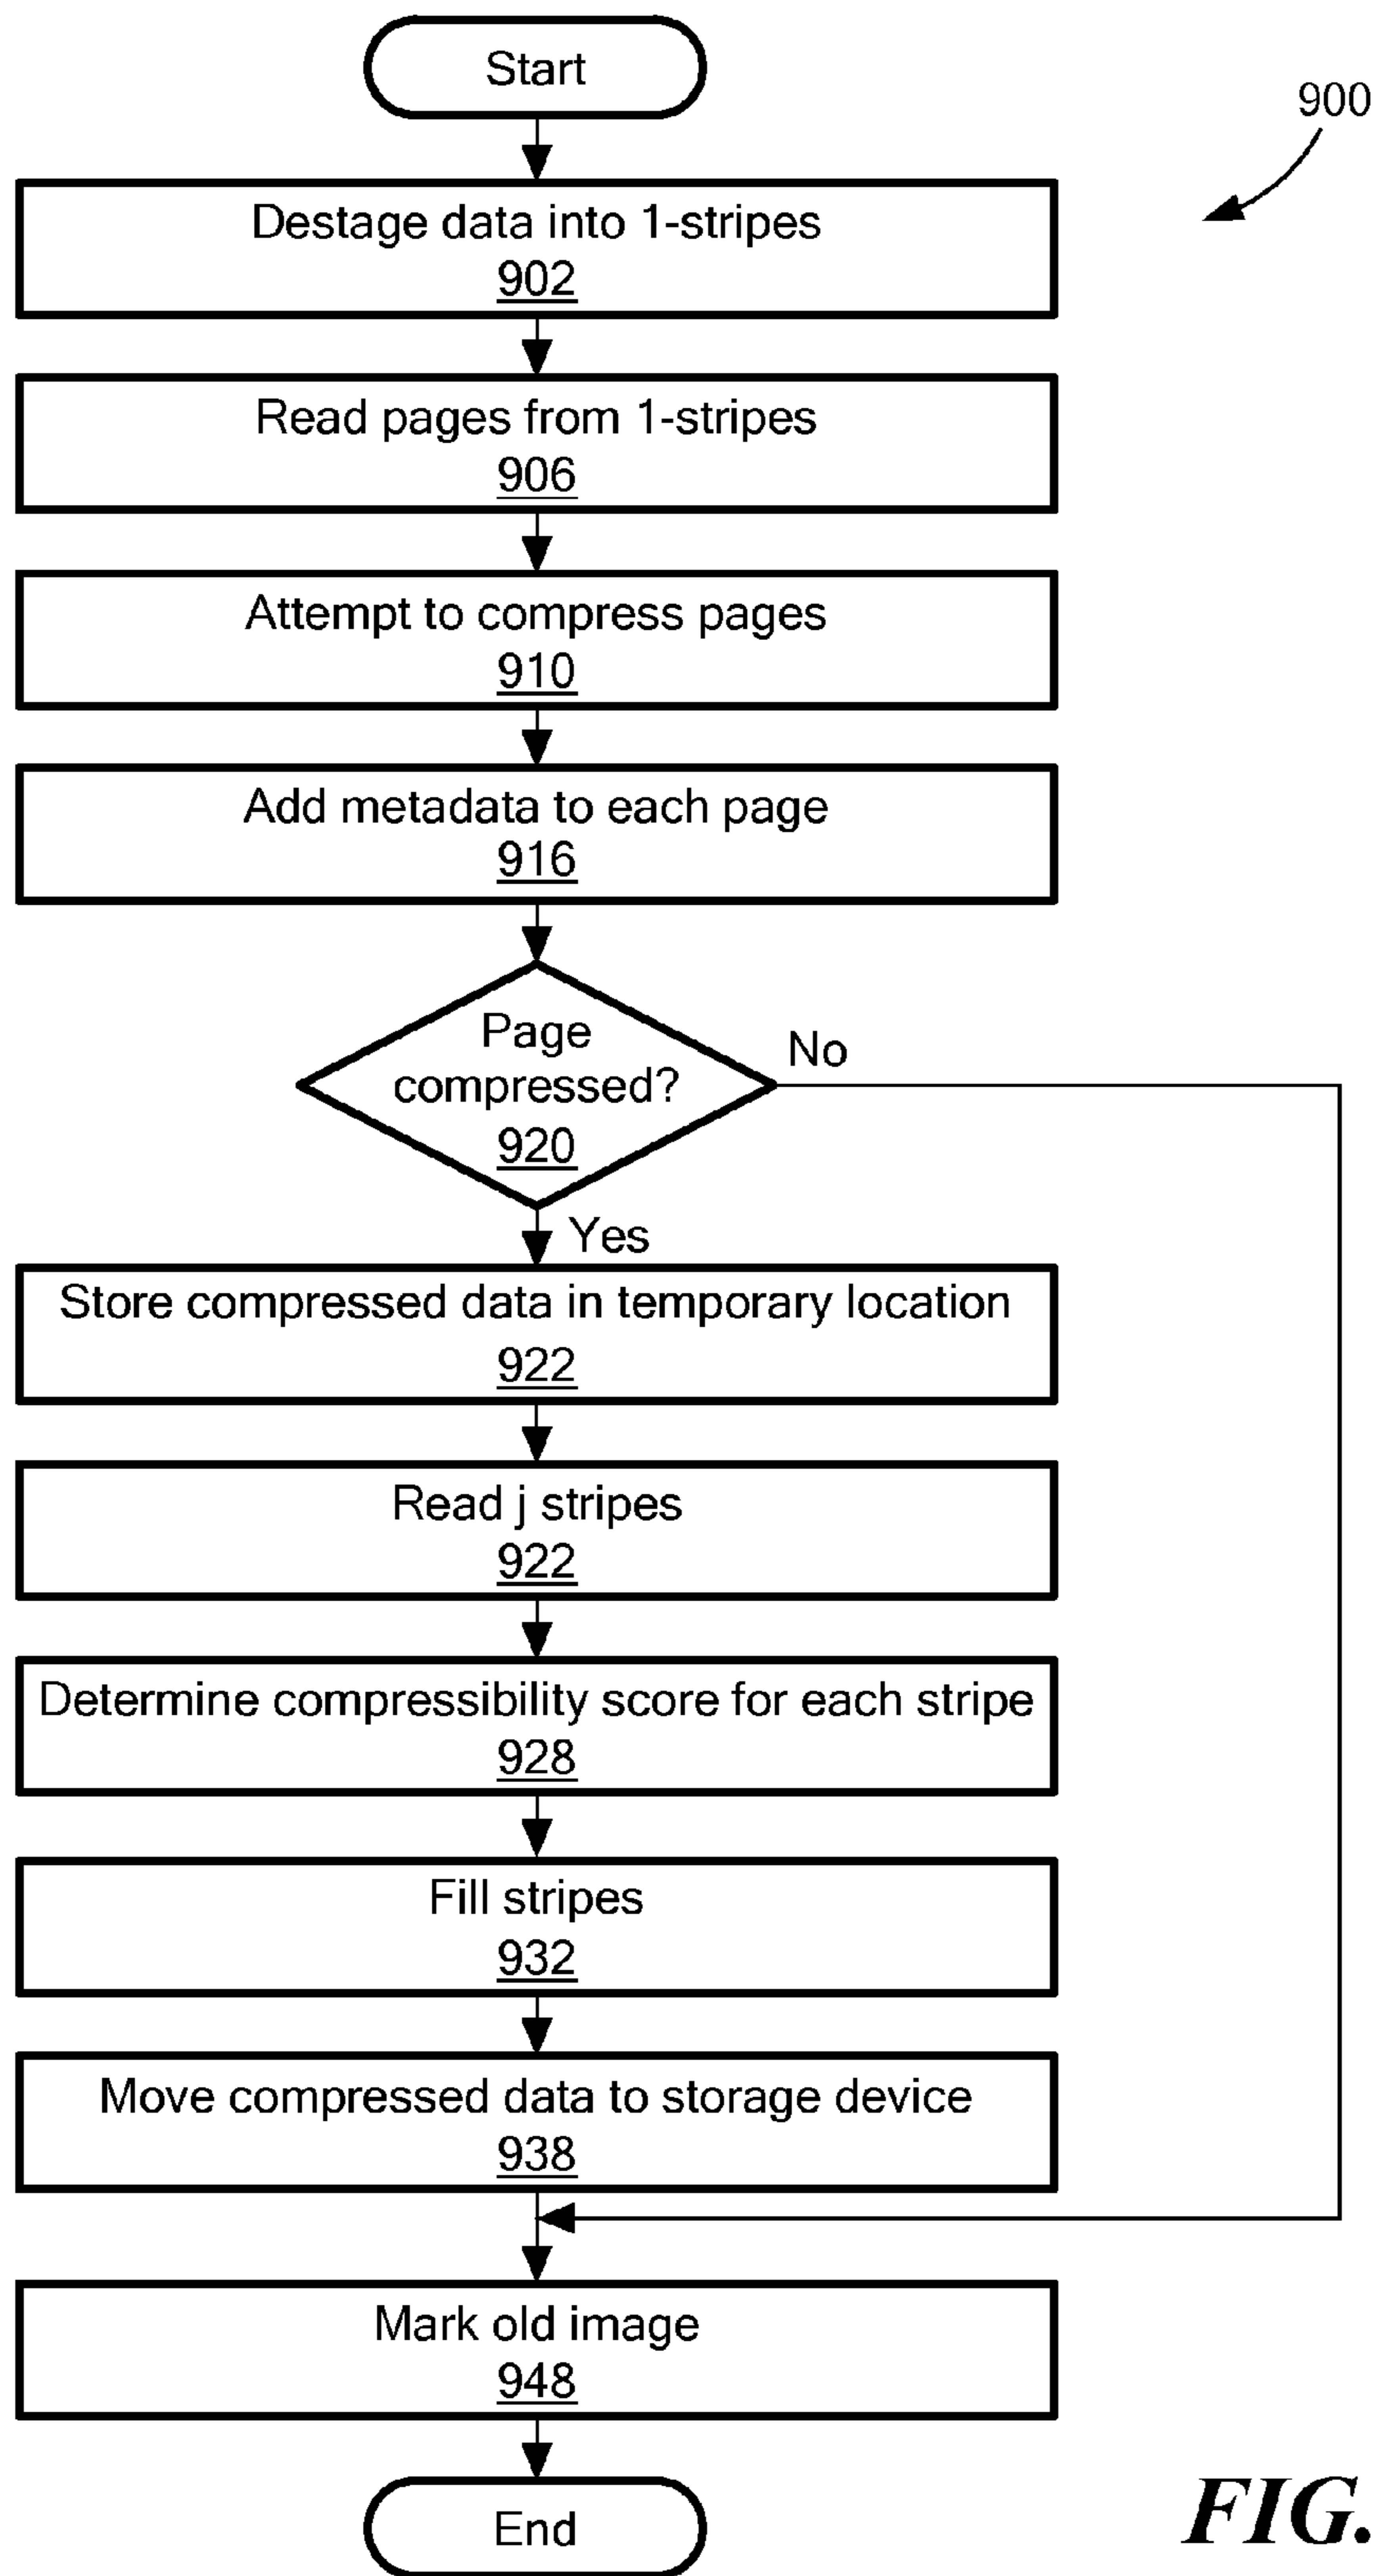 Start
900
Destage data into 1-stripes
902
Read pages from 1-stripes
906
Attempt to compress pages
910
Add metadata to each page
916
Page
compressed?
920
No
Yes
Store compressed data in temporary location
922
Read j stripes
922
Determine compressibility score for each stripe
928
Fill stripes
932
Move compressed data to storage device
938
Mark old image
948
End
FIG.